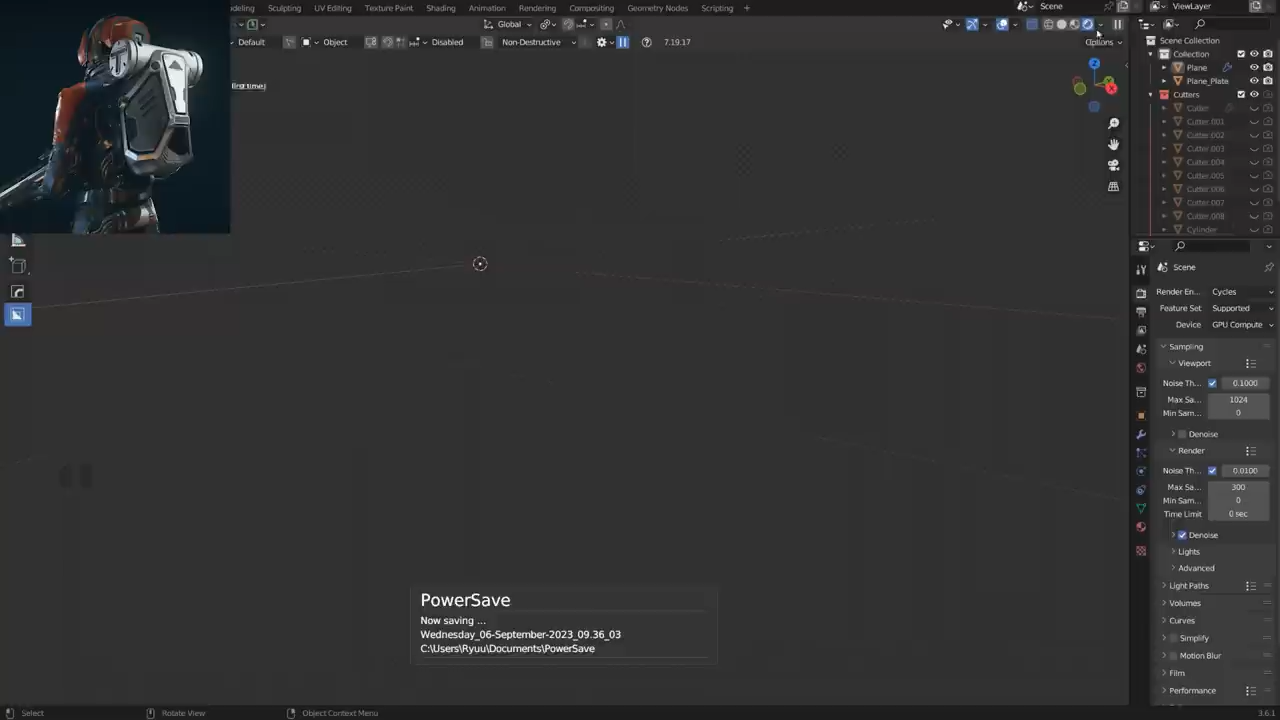 Sculpting UV Editing Texture Paint Shading Animation Rendering Compositing Geometry Nodes Scripting +
Scene
ViewLayer
Global
Default
Object
Disabled
Non-Destructive
7.19.17
Options
Z
X
Scene Collection
Collection
Plane
Plane_Plate
Cutters
Cutter
Cutter.001
Cutter.002
Cutter.003
Cutter.004
Cutter.005
Cutter.006
Cutter.007
Cutter.008
Cylinder
Scene
Render En... Cycles
Feature Set Supported
Device GPU Compute
Sampling
Viewport
Noise Th... 0.1000
Max Sa... 1024
Min Sam... 0
Denoise
Render
Noise Th... 0.0100
Max Sa... 300
Min Sam... 0
Time Limit 0 sec
Denoise
Lights
Advanced
Light Paths
Volumes
Curves
Simplify
Motion Blur
Film
Performance
PowerSave
Now saving ...
Wednesday_06-September-2023_09.36_03
C:\Users\Ryuu\Documents\PowerSave
Select
Rotate View
Object Context Menu
3.6.1